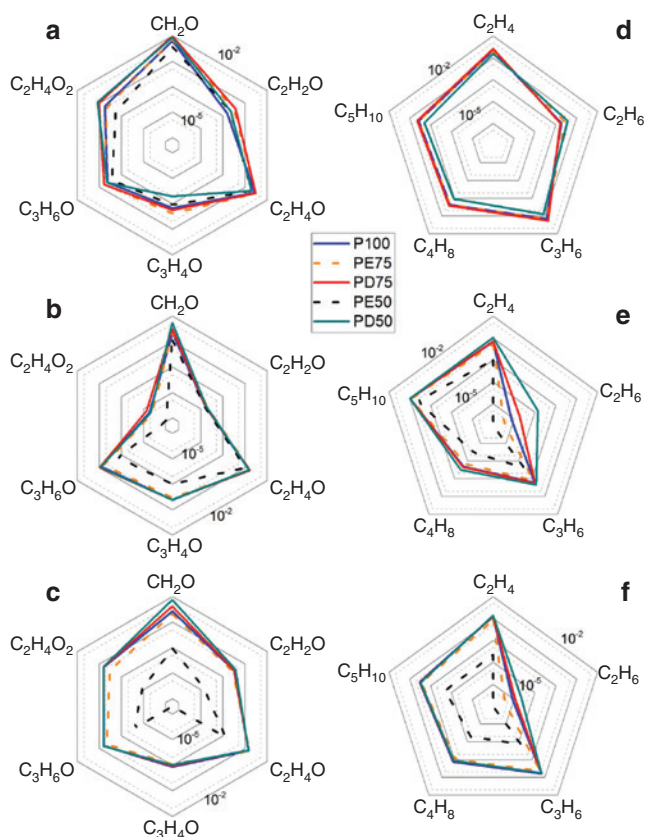 a
CH₂O
10⁻²
C₂H₄O₂
C₂H₂O
10⁻⁵
C₃H₆O
C₂H₄O
C₃H₄O
d
C₂H₄
10⁻²
C₅H₁₀
C₂H₆
10⁻⁵
C₄H₈
C₃H₆
P100
PE75
PD75
PE50
PD50
b
CH₂O
C₂H₄O₂
C₂H₂O
10⁻⁵
C₃H₆O
C₂H₄O
10⁻²
C₃H₄O
e
C₂H₄
10⁻²
C₅H₁₀
C₂H₆
10⁻⁵
C₄H₈
C₃H₆
c
CH₂O
C₂H₄O₂
C₂H₂O
10⁻⁵
C₃H₆O
C₂H₄O
10⁻²
C₃H₄O
f
C₂H₄
10⁻²
C₅H₁₀
C₂H₆
10⁻⁵
C₄H₈
C₃H₆